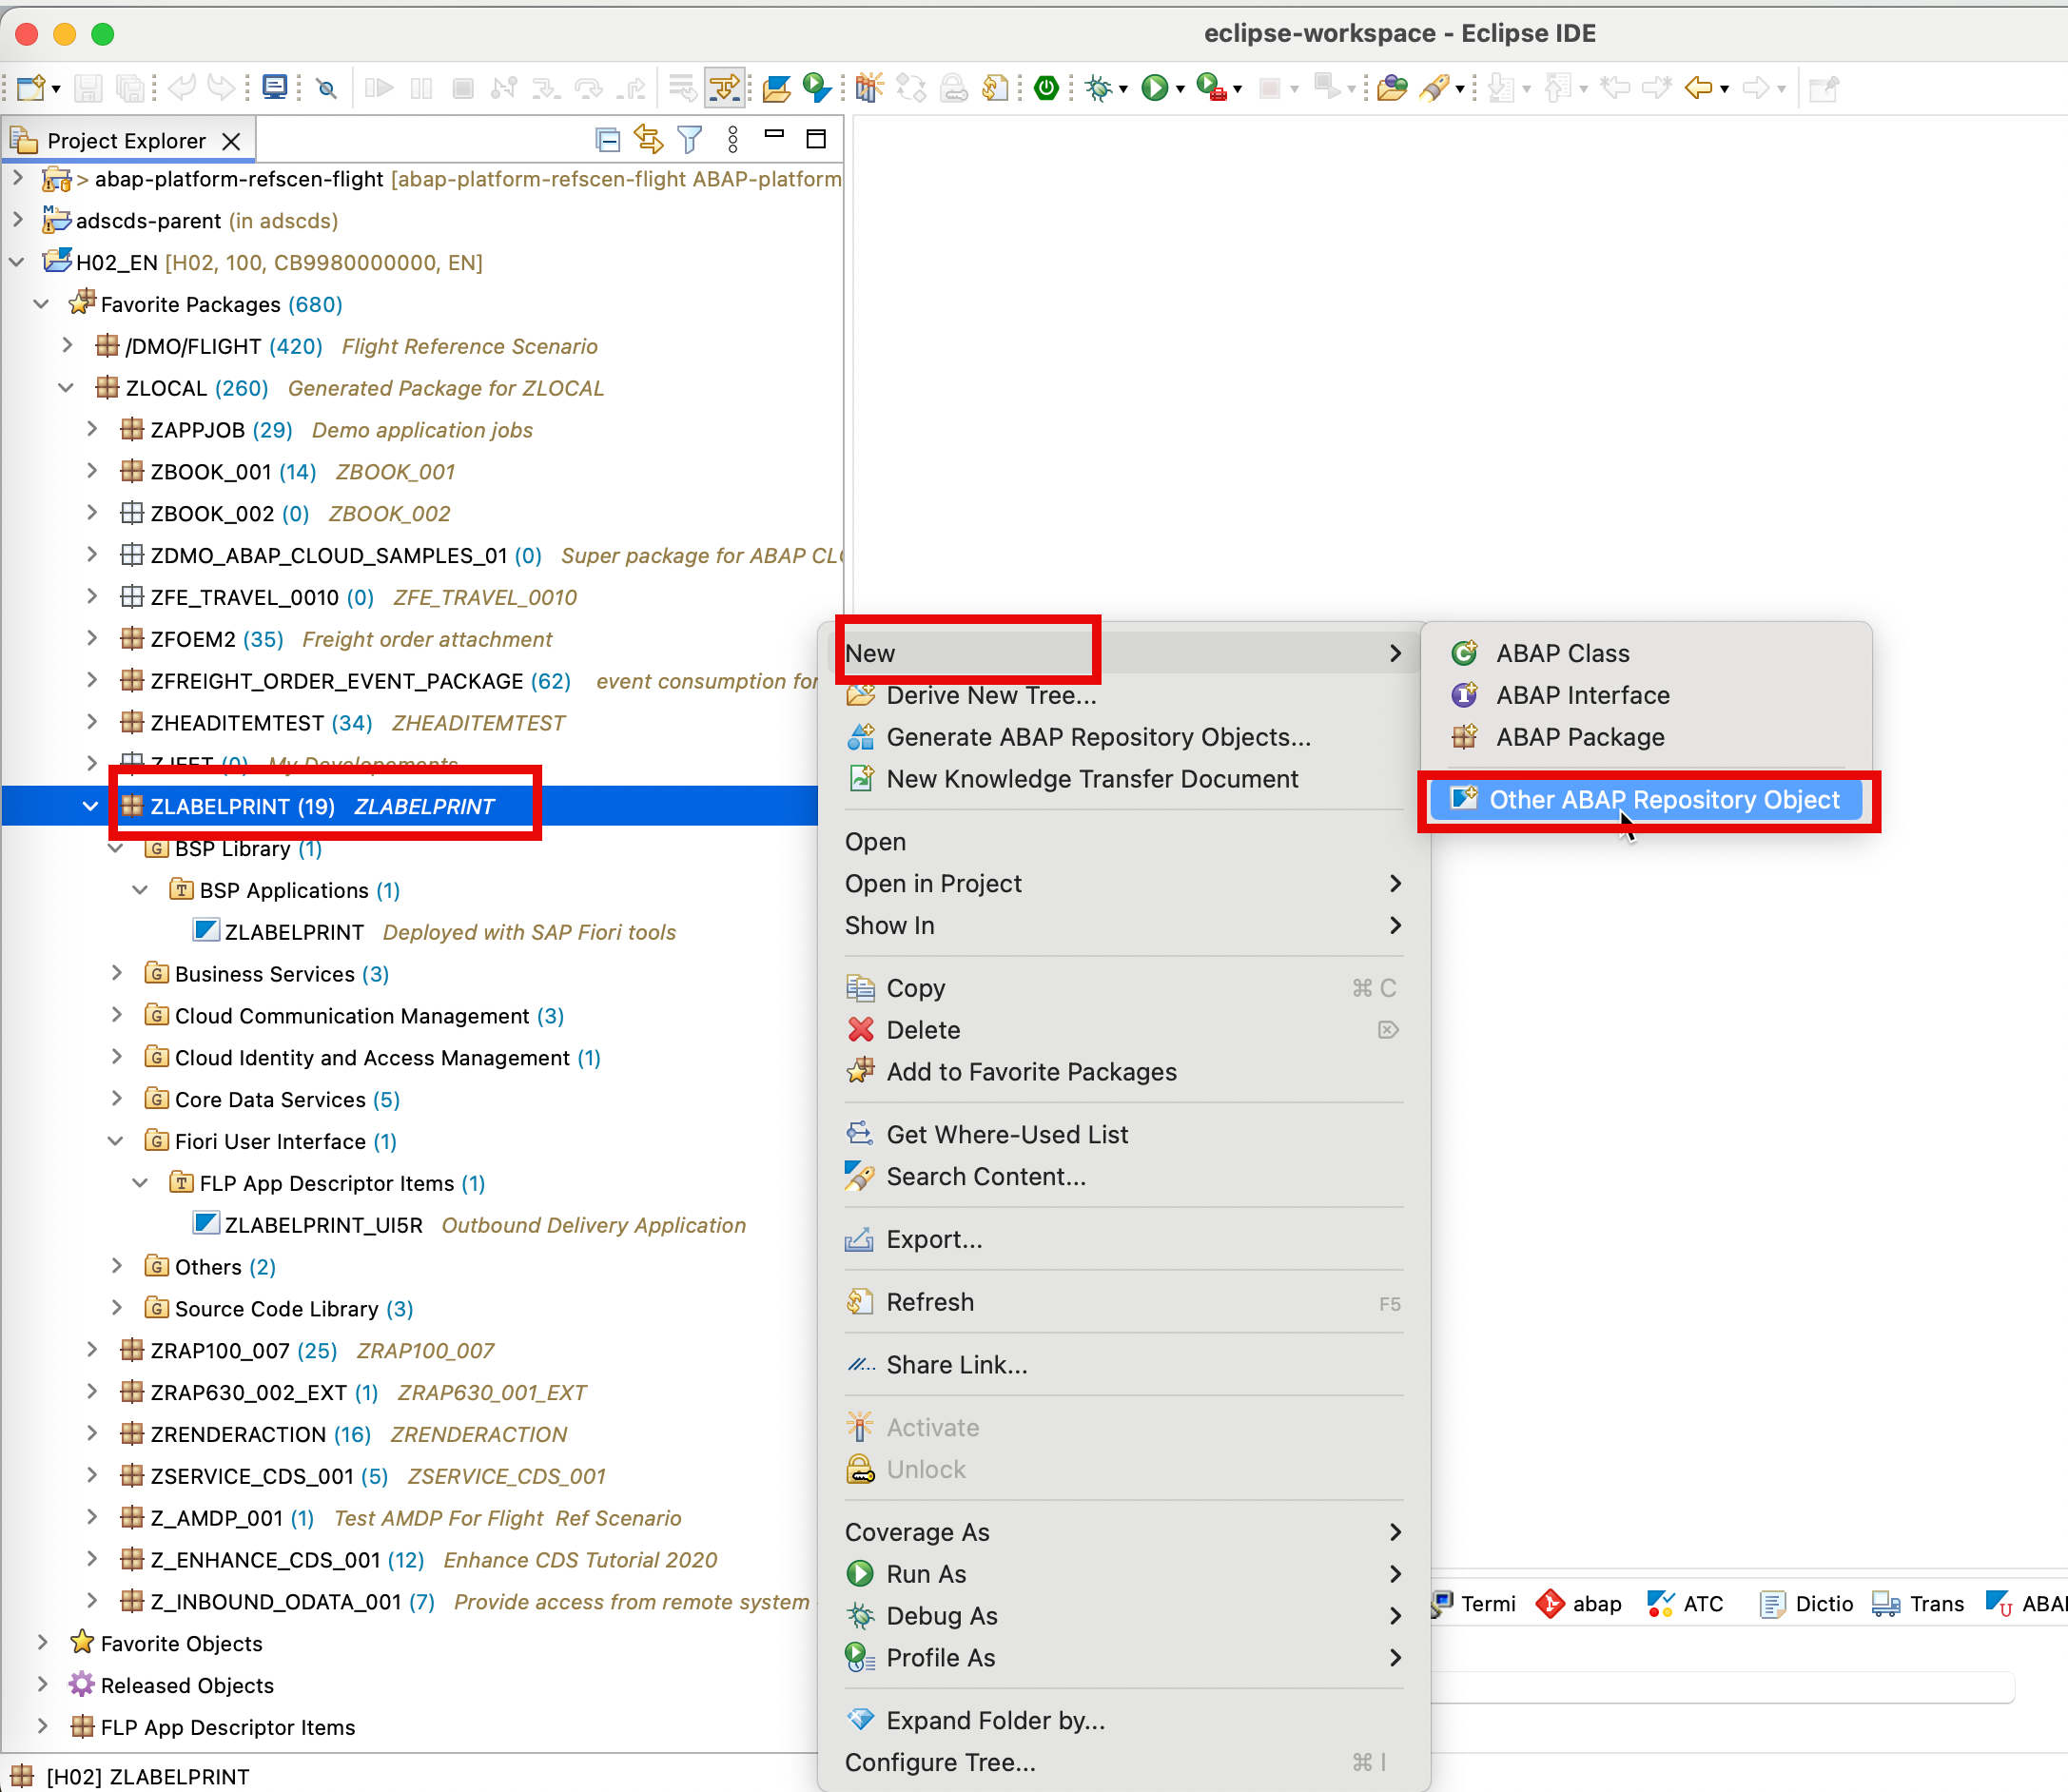 eclipse-workspace - Eclipse IDE
Project Explorer
> abap-platform-refscen-flight [abap-platform-refscen-flight ABAP-platform
adscds-parent (in adscds)
H02_EN [H02, 100, CB9980000000, EN]
Favorite Packages (680)
/DMO/FLIGHT (420) Flight Reference Scenario
ZLOCAL (260) Generated Package for ZLOCAL
ZAPPJOB (29) Demo application jobs
ZBOOK_001 (14) ZBOOK_001
ZBOOK_002 (0) ZBOOK_002
ZDMO_ABAP_CLOUD_SAMPLES_01 (0) Super package for ABAP CLO
ZFE_TRAVEL_0010 (0) ZFE_TRAVEL_0010
ZFOEM2 (35) Freight order attachment
ZFREIGHT_ORDER_EVENT_PACKAGE (62) event consumption for
ZHEADITEMTEST (34) ZHEADITEMTEST
ZJEET (0) My Developements
ZLABELPRINT (19) ZLABELPRINT
BSP Library (1)
BSP Applications (1)
ZLABELPRINT Deployed with SAP Fiori tools
Business Services (3)
Cloud Communication Management (3)
Cloud Identity and Access Management (1)
Core Data Services (5)
Fiori User Interface (1)
FLP App Descriptor Items (1)
ZLABELPRINT_UI5R Outbound Delivery Application
Others (2)
Source Code Library (3)
ZRAP100_007 (25) ZRAP100_007
ZRAP630_002_EXT (1) ZRAP630_001_EXT
ZRENDERACTION (16) ZRENDERACTION
ZSERVICE_CDS_001 (5) ZSERVICE_CDS_001
Z_AMDP_001 (1) Test AMDP For Flight Ref Scenario
Z_ENHANCE_CDS_001 (12) Enhance CDS Tutorial 2020
Z_INBOUND_ODATA_001 (7) Provide access from remote system
Favorite Objects
Released Objects
FLP App Descriptor Items
[H02] ZLABELPRINT
New
Derive New Tree...
Generate ABAP Repository Objects...
New Knowledge Transfer Document
Open
Open in Project
Show In
Copy ⌘ C
Delete ⌦
Add to Favorite Packages
Get Where-Used List
Search Content...
Export...
Refresh F5
Share Link...
Activate
Unlock
Coverage As
Run As
Debug As
Profile As
Expand Folder by...
Configure Tree... ⌘ I
ABAP Class
ABAP Interface
ABAP Package
Other ABAP Repository Object
Termi abap ATC Dictio Trans ABAI